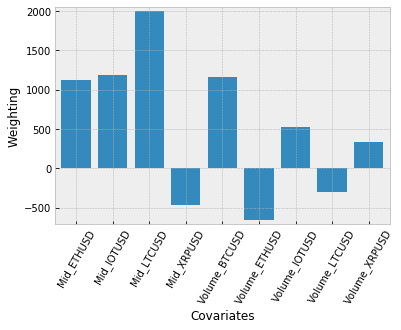 2000
1500
1000
500
0
−500
Weighting
Mid_ETHUSD
Mid_IOTUSD
Mid_LTCUSD
Mid_XRPUSD
Volume_BTCUSD
Volume_ETHUSD
Volume_IOTUSD
Volume_LTCUSD
Volume_XRPUSD
Covariates